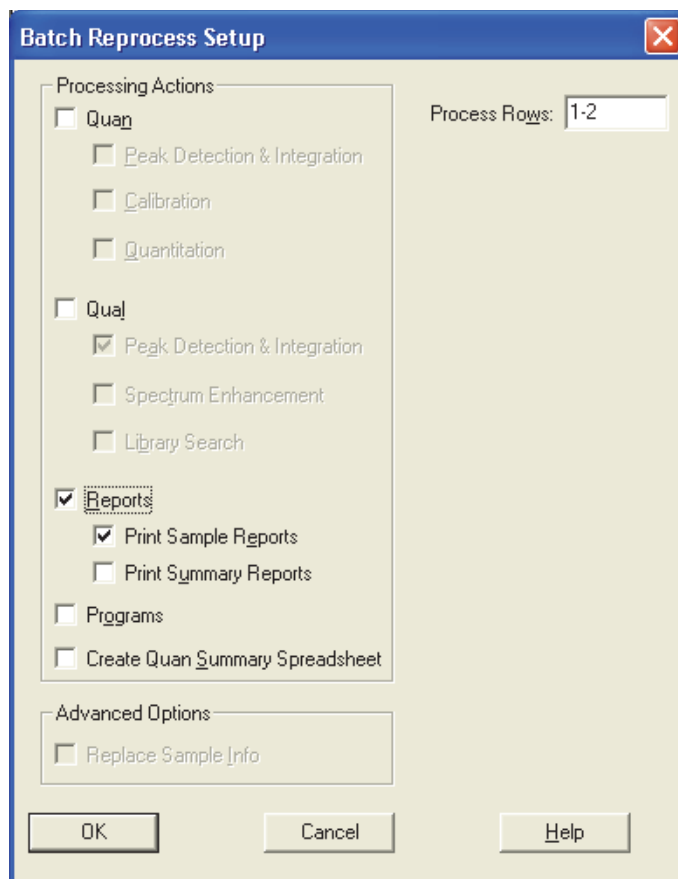 Batch Reprocess Setup
Processing Actions
Quan
Peak Detection & Integration
Calibration
Quantitation
Qual
Peak Detection & Integration
Spectrum Enhancement
Library Search
Reports
Print Sample Reports
Print Summary Reports
Programs
Create Quan Summary Spreadsheet
Process Rows: 1-2
Advanced Options
Replace Sample Info
OK Cancel Help